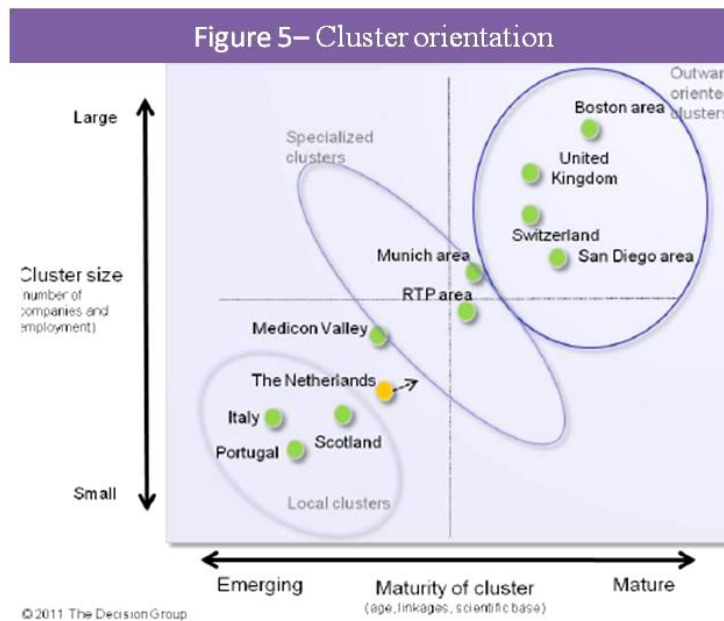 Figure 5– Cluster orientation
Large
Outwar
oriente
clusters
Boston area
Specialized
clusters
United
Kingdom
Switzerland
San Diego area
Munich area
RTP area
Cluster size
(number of
companies and
employment)
Medicon Valley
The Netherlands
Italy
Scotland
Portugal
Small
Local clusters
Emerging
Maturity of cluster
(age, linkages, scientific base)
Mature
© 2011 The Decision Group